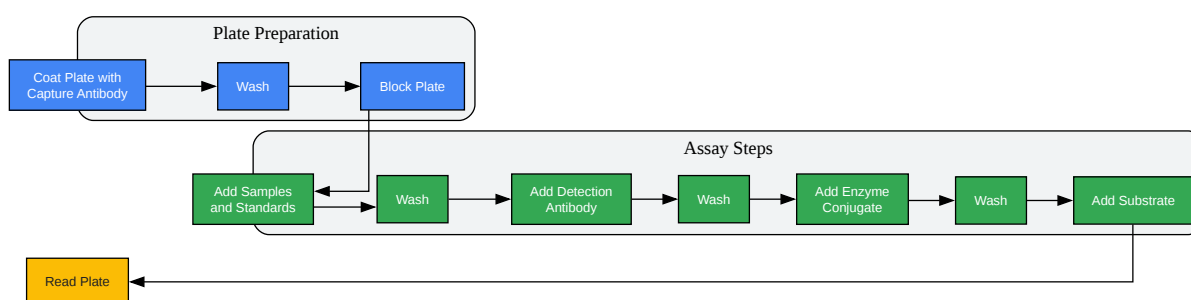 Plate Preparation
Coat Plate with
Capture Antibody
Wash
Block Plate
Assay Steps
Add Samples
and Standards
Wash
Add Detection
Antibody
Wash
Add Enzyme
Conjugate
Wash
Add Substrate
Read Plate